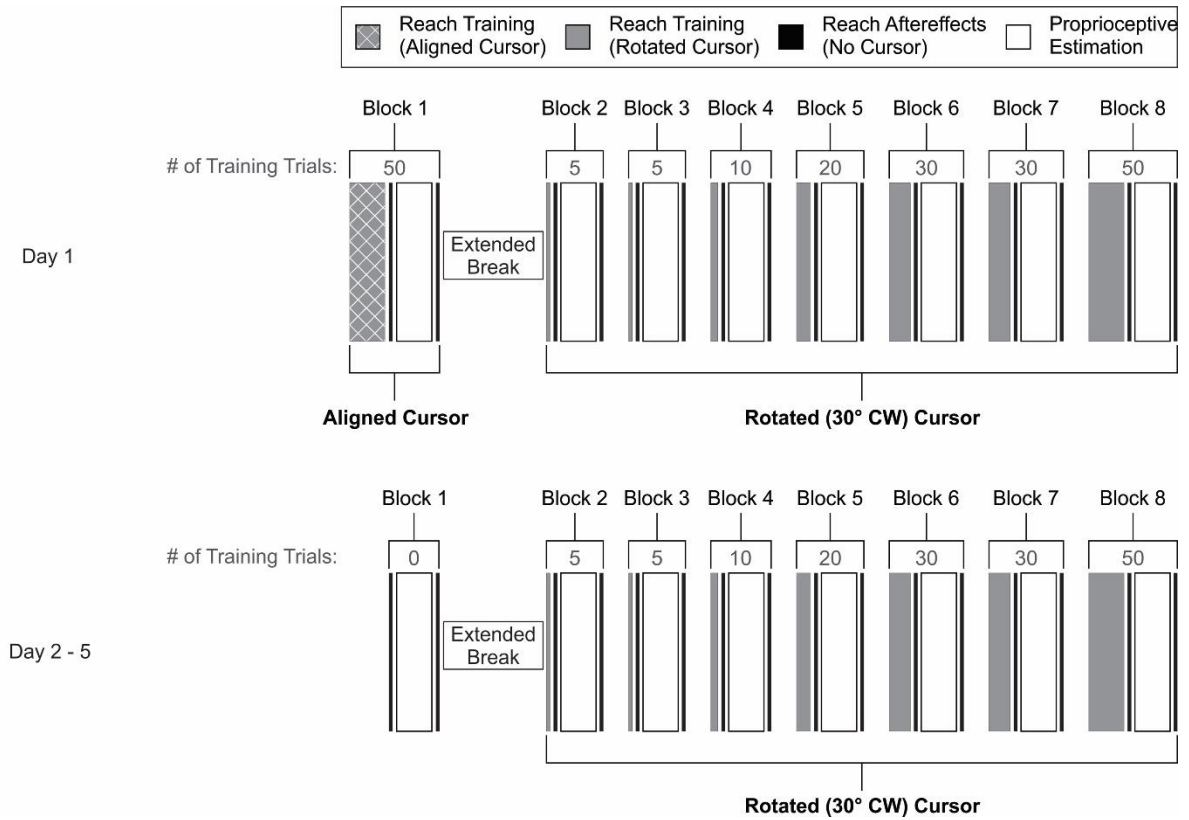 Reach Training (Aligned Cursor)
Reach Training (Rotated Cursor)
Reach Aftereffects (No Cursor)
Proprioceptive Estimation
Block 1
Block 2
Block 3
Block 4
Block 5
Block 6
Block 7
Block 8
# of Training Trials:
50
5
5
10
20
30
30
50
Day 1
Extended
Break
Aligned Cursor
Rotated (30° CW) Cursor
Block 1
Block 2
Block 3
Block 4
Block 5
Block 6
Block 7
Block 8
# of Training Trials:
0
5
5
10
20
30
30
50
Day 2 - 5
Extended
Break
Rotated (30° CW) Cursor